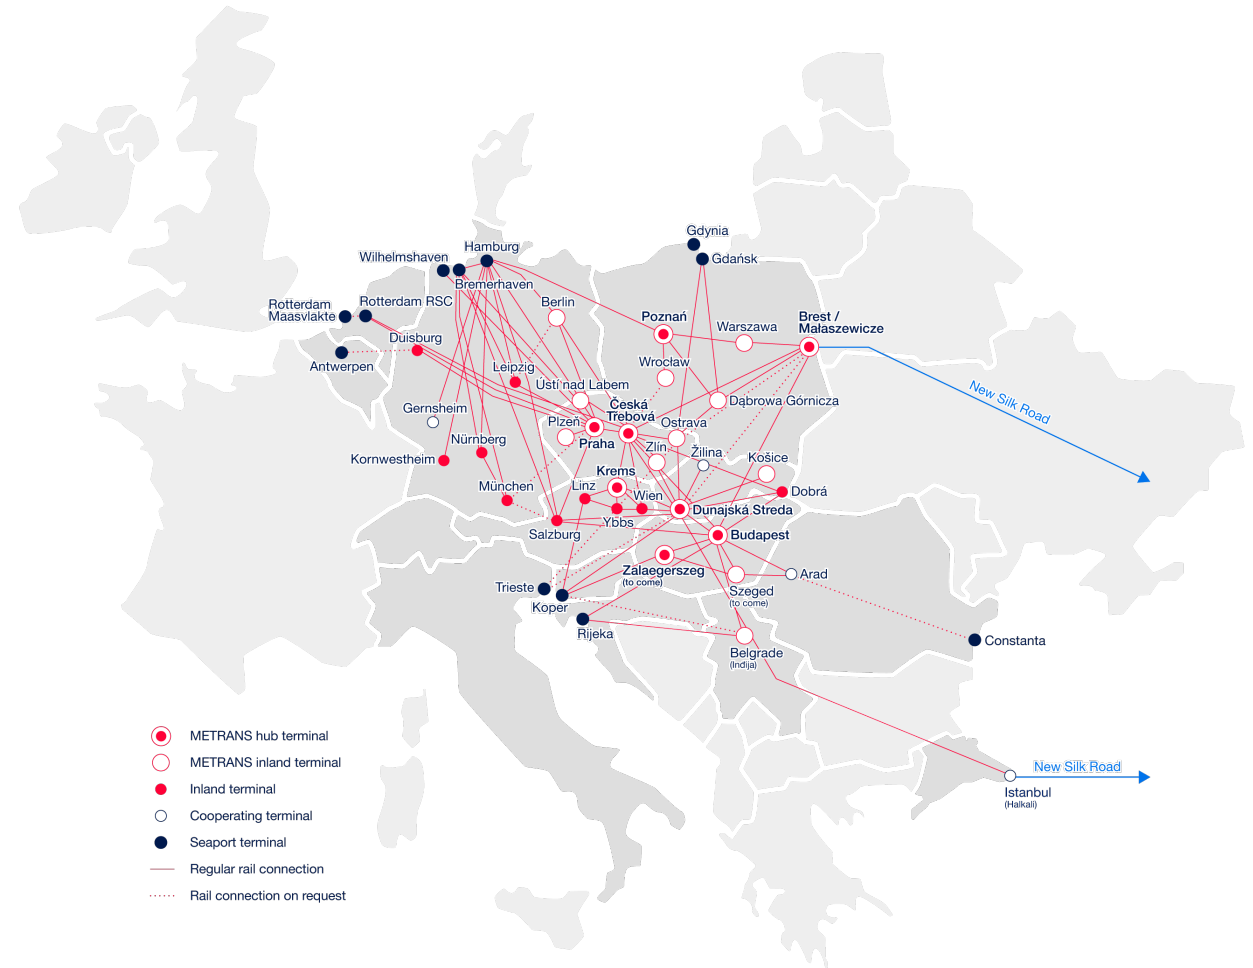 Gdynia
Gdańsk
Hamburg
Wilhelmshaven
Bremerhaven
Rotterdam
Maasvlakte
Rotterdam RSC
Berlin
Duisburg
Antwerpen
Poznań
Warszawa
Brest /
Małaszewicze
Wrocław
Leipzig
Ústí nad Labem
Dąbrowa Górnicza
New Silk Road
Gernsheim
Česká
Třebová
Plzeň
Praha
Ostrava
Nürnberg
Zlín
Žilina
Košice
Kornwestheim
Krems
München
Linz
Wien
Dobrá
Ybbs
Dunajská Streda
Salzburg
Budapest
Zalaegerszeg
(to come)
Arad
Trieste
Szeged
(to come)
Koper
Rijeka
Constanta
Belgrade
(Inđija)
METRANS hub terminal
METRANS inland terminal
Inland terminal
Cooperating terminal
Seaport terminal
Regular rail connection
Rail connection on request
New Silk Road
Istanbul
(Halkali)